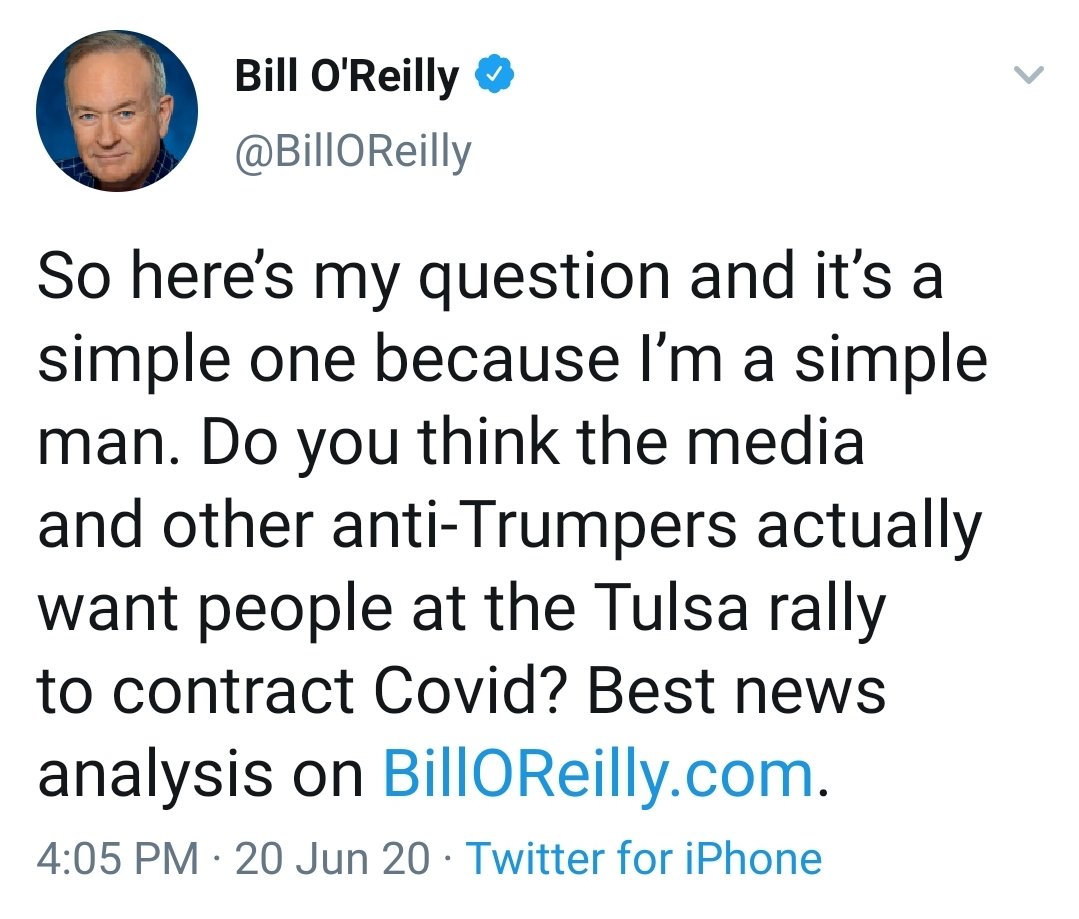 Bill O'Reilly
@BillOReilly
So here’s my question and it’s a
simple one because I’m a simple
man. Do you think the media
and other anti-Trumpers actually
want people at the Tulsa rally
to contract Covid? Best news
analysis on BillOReilly.com.
4:05 PM · 20 Jun 20 · Twitter for iPhone